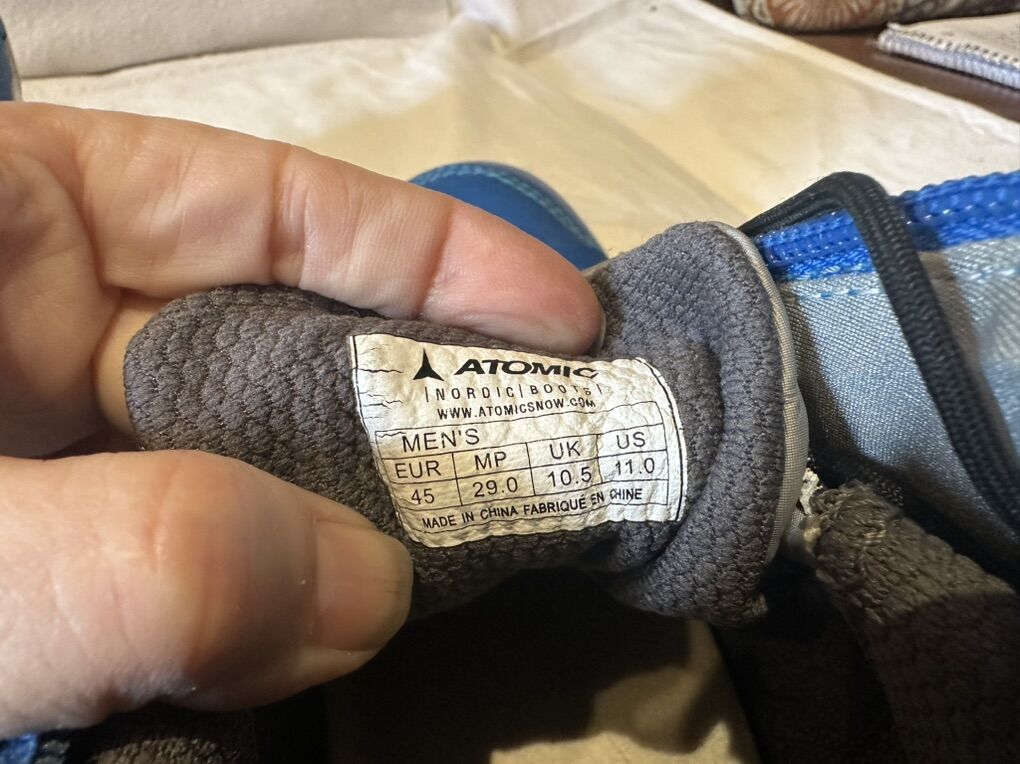 ATOMIC
|NORDIC|BOOTS|
WWW.ATOMICSNOW.COM
MEN'S
EUR MP UK US
45 29.0 10.5 11.0
MADE IN CHINA FABRIQUÉ EN CHINE